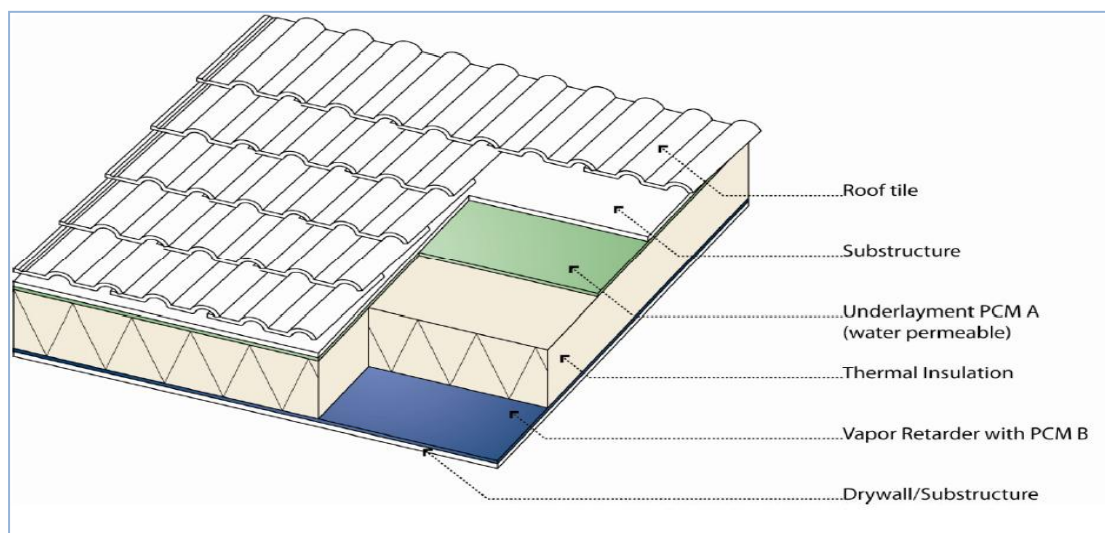 Roof tile
Substructure
Underlayment PCM A
(water permeable)
Thermal Insulation
Vapor Retarder with PCM B
Drywall/Substructure